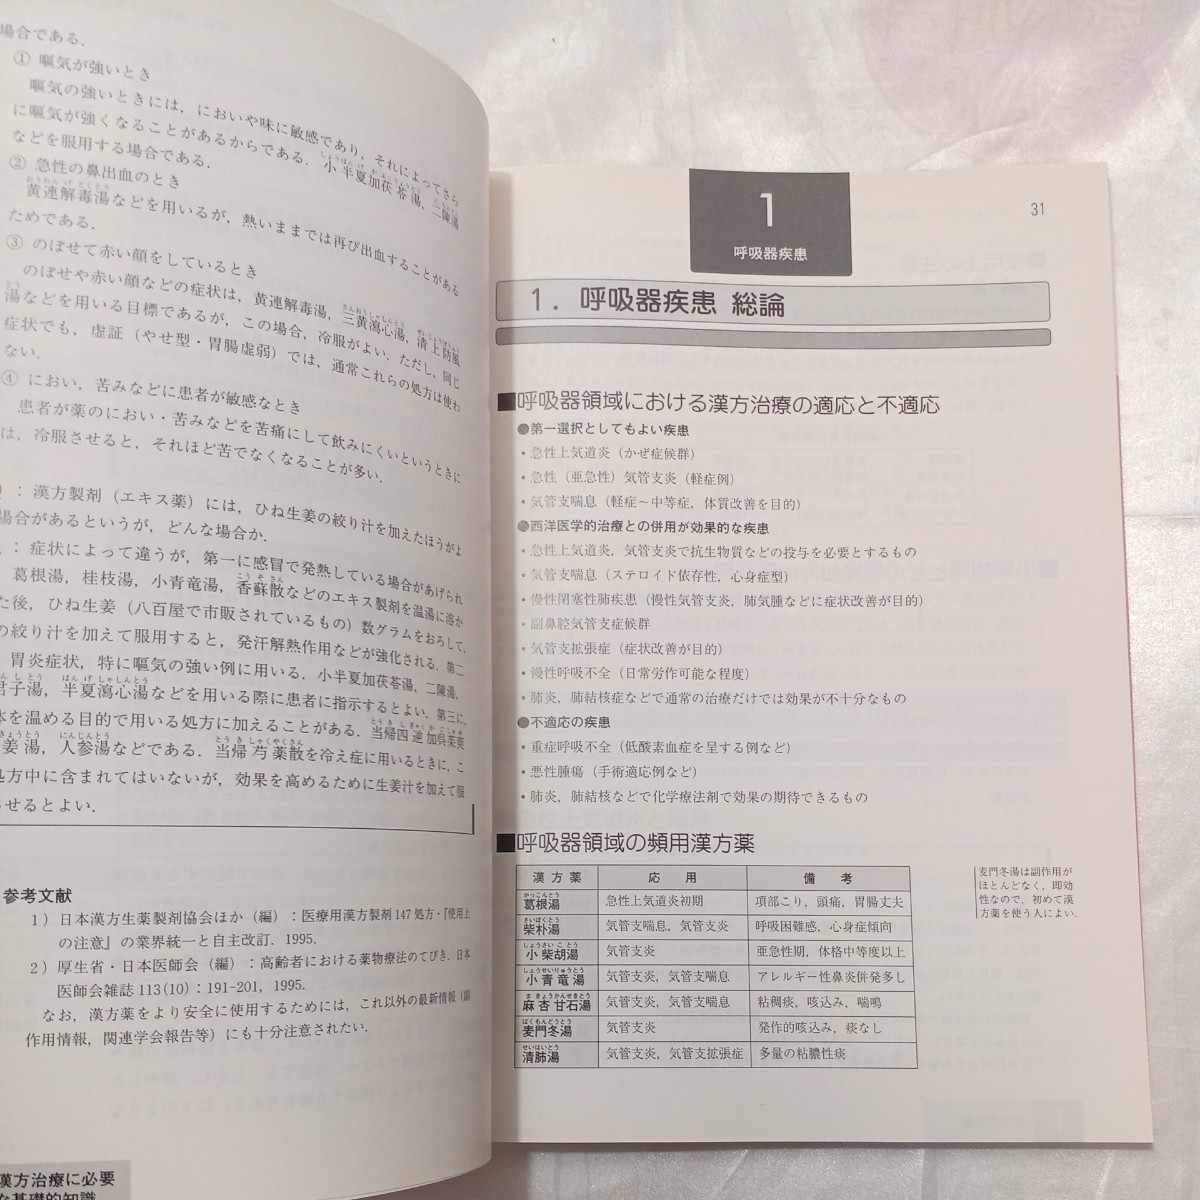 場合である．
① 嘔気が強いとき
嘔気の強いときには，においや味に敏感であり，それによってさら
に嘔気が強くなることがあるからである．小半夏加茯苓湯，二陳湯
などを服用する場合である．
② 急性の鼻出血のとき
黄連解毒湯などを用いるが，熱いままでは再び出血することがある
ためである．
③ のぼせて赤い顔をしているとき
のぼせや赤い顔などの症状は，黄連解毒湯，三黄瀉心湯，清上防風
湯などを用いる目標であるが，この場合，冷服がよい．ただし，同じ
症状でも，虚証（やせ型・胃腸虚弱）では，通常これらの処方は使わ
ない．
④ におい，苦みなどに患者が敏感なとき
患者が薬のにおい・苦みなどを苦痛にして飲みにくいというときに
は，冷服させると，それほど苦でなくなることが多い．
：漢方製剤（エキス薬）には，ひね生姜の絞り汁を加えたほうがよ
場合があるというが，どんな場合か．
：症状によって違うが，第一に感冒で発熱している場合があげられ
葛根湯，桂枝湯，小青竜湯，香蘇散などのエキス製剤を温湯に溶か
た後，ひね生姜（八百屋で市販されているもの）数グラムをおろして，
の絞り汁を加えて服用すると，発汗解熱作用などが強化される．第二
胃炎症状，特に嘔気の強い例に用いる．小半夏加茯苓湯，二陳湯，
君子湯，半夏瀉心湯などを用いる際に患者に指示するとよい．第三に，
体を温める目的で用いる処方に加えることがある．当帰四逆加呉茱萸
姜湯，人参湯などである．当帰芍薬散を冷え症に用いるときに，こ
処方中に含まれてはいないが，効果を高めるために生姜汁を加えて服
せるとよい．
参考文献
1）日本漢方生薬製剤協会ほか（編）：医療用漢方製剤147処方・『使用上
の注意』の業界統一と自主改訂．1995.
2）厚生省・日本医師会（編）：高齢者における薬物療法のてびき．日本
医師会雑誌 113(10)：191-201，1995.
なお，漢方薬をより安全に使用するためには，これ以外の最新情報（副
作用情報，関連学会報告等）にも十分注意されたい．
漢方治療に必要
な基礎的知識
1
呼吸器疾患
31
1．呼吸器疾患 総論
■呼吸器領域における漢方治療の適応と不適応
●第一選択としてもよい疾患
・急性上気道炎（かぜ症候群）
・急性（亜急性）気管支炎（軽症例）
・気管支喘息（軽症～中等症，体質改善を目的）
●西洋医学的治療との併用が効果的な疾患
・急性上気道炎，気管支炎で抗生物質などの投与を必要とするもの
・気管支喘息（ステロイド依存性，心身症型）
・慢性閉塞性肺疾患（慢性気管支炎，肺気腫などに症状改善が目的）
・副鼻腔気管支症候群
・気管支拡張症（症状改善が目的）
・慢性呼吸不全（日常労作可能な程度）
・肺炎，肺結核症などで通常の治療だけでは効果が不十分なもの
●不適応の疾患
・重症呼吸不全（低酸素血症を呈する例など）
・悪性腫瘍（手術適応例など）
・肺炎，肺結核などで化学療法剤で効果の期待できるもの
■呼吸器領域の頻用漢方薬
漢方薬 応用 備考
葛根湯 急性上気道炎初期 項部こり，頭痛，胃腸丈夫
柴朴湯 気管支喘息，気管支炎 呼吸困難感，心身症傾向
小柴胡湯 気管支炎 亜急性期，体格中等度以上
小青竜湯 気管支炎，気管支喘息 アレルギー性鼻炎併発多し
麻杏甘石湯 気管支炎，気管支喘息 粘稠痰，咳込み，喘鳴
麦門冬湯 気管支炎 発作的咳込み，痰なし
清肺湯 気管支炎，気管支拡張症 多量の粘膿性痰
麦門冬湯は副作用が
ほとんどなく，即効
性なので，初めて漢
方薬を使う人によい．